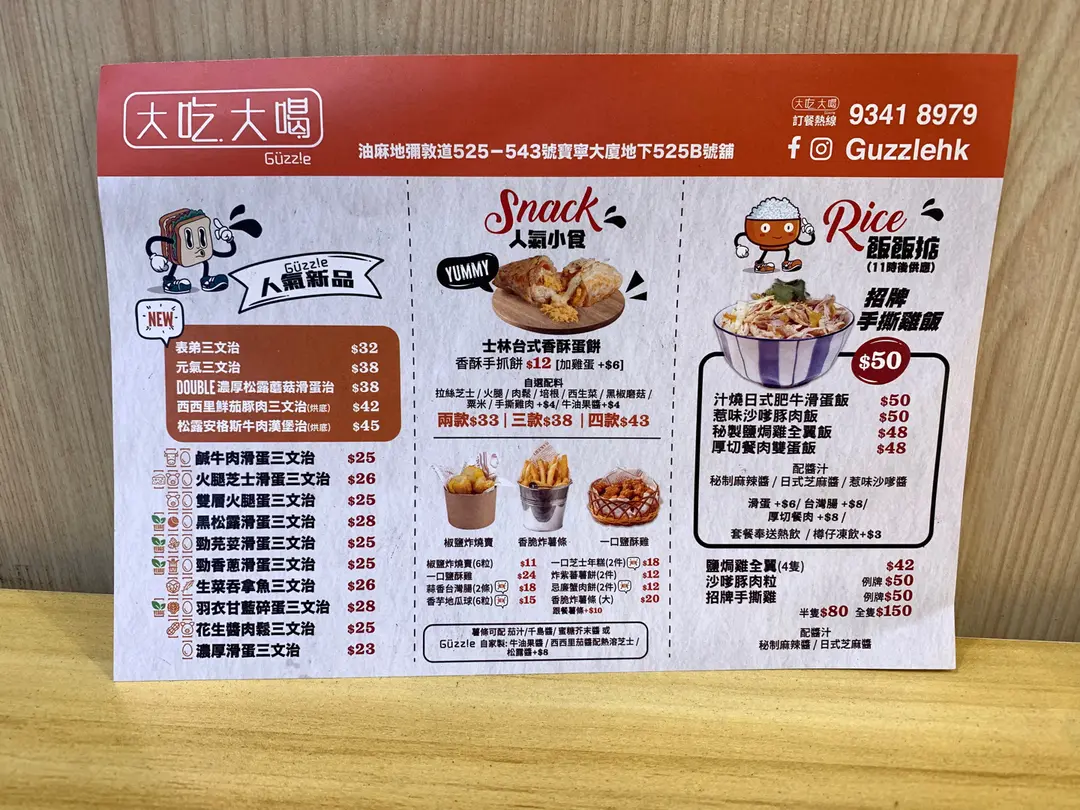 大吃大喝
Güzzle
油麻地彌敦道525-543號寶寧大廈地下525B號舖
大吃大喝
訂餐熱線 9341 8979
Guzzlehk
Güzzle
人氣新品
NEW
表弟三文治 $32
元氣三文治 $38
DOUBLE濃厚松露蘑菇滑蛋治 $38
西西里鮮茄豚肉三文治(烘底) $42
松露安格斯牛肉漢堡治(烘底) $45
鹹牛肉滑蛋三文治 $25
火腿芝士滑蛋三文治 $26
雙層火腿蛋三文治 $25
黑松露滑蛋三文治 $28
勁芫荽滑蛋三文治 $25
勁香蔥滑蛋三文治 $25
生菜吞拿魚三文治 $26
羽衣甘藍碎蛋三文治 $28
花生醬肉鬆三文治 $25
濃厚滑蛋三文治 $23
Snack
人氣小食
YUMMY
士林台式香酥蛋餅
香酥手抓餅 $12 [加雞蛋 +$6]
自選配料
拉絲芝士 / 火腿 / 肉鬆 / 培根 / 西生菜 / 黑椒蘑菇 /
粟米 / 手撕雞肉 +$4/ 牛油果醬+$4
兩款$33 | 三款$38 | 四款$43
椒鹽炸燒賣
香脆炸薯條
一口鹽酥雞
椒鹽炸燒賣(6粒) $11
一口鹽酥雞 $24
蒜香台灣腸(2條) $18
香芋地瓜球(6粒) $15
一口芝士年糕(2件) $18
炸紫薯薯餅(2件) $12
忌廉蟹肉餅(2件) $12
香脆炸薯條 (大) $20
跟餐薯條+$10
薯條可配 茄汁/千島醬/ 蜜糖芥末醬 或
Güzzle 自家製: 牛油果醬 / 西西里茄醬配熱溶芝士 /
松露醬+$8
Rice
飯飯掂
(11時後供應)
招牌
手撕雞飯
$50
汁燒日式肥牛滑蛋飯 $50
惹味沙嗲豚肉飯 $50
秘製鹽焗雞全翼飯 $48
厚切餐肉雙蛋飯 $48
配醬汁
秘制麻辣醬 / 日式芝麻醬 / 惹味沙嗲醬
滑蛋 +$6/ 台灣腸 +$8/
厚切餐肉 +$8 /
套餐奉送熱飲 / 樽仔凍飲+$3
鹽焗雞全翼(4隻) $42
沙嗲豚肉粒 例牌 $50
招牌手撕雞 例牌$50
半隻$80 全隻$150
配醬汁
秘制麻辣醬 / 日式芝麻醬